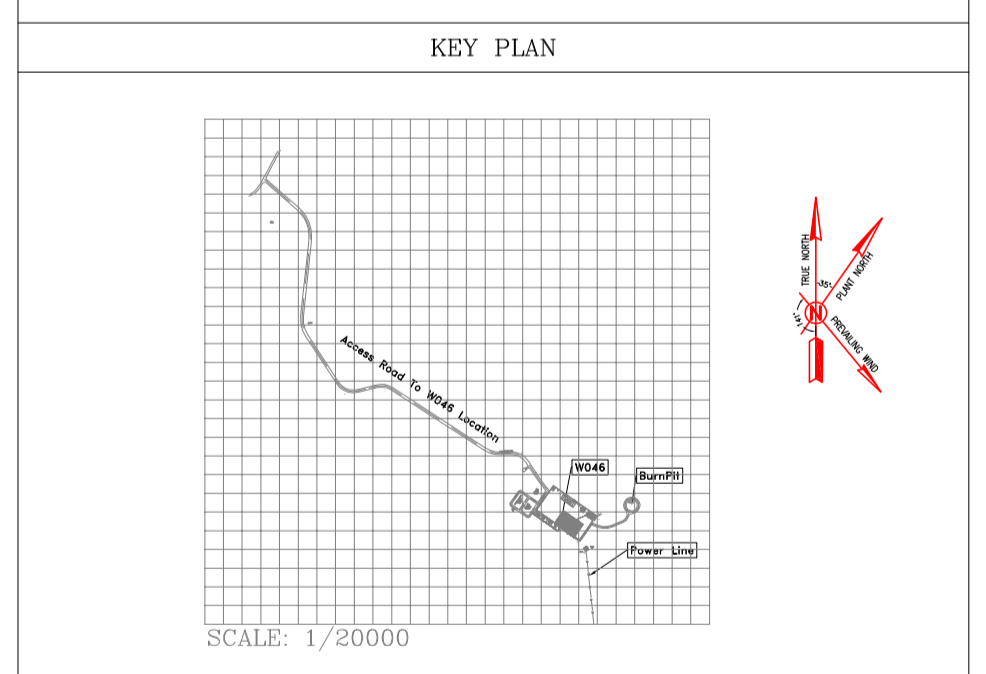 KEY PLAN
TRUE NORTH
PLANT NORTH
35°
N
141°
PREVAILING WIND
Access Road To W046 Location
W046
BurnPit
Power Line
SCALE: 1/20000